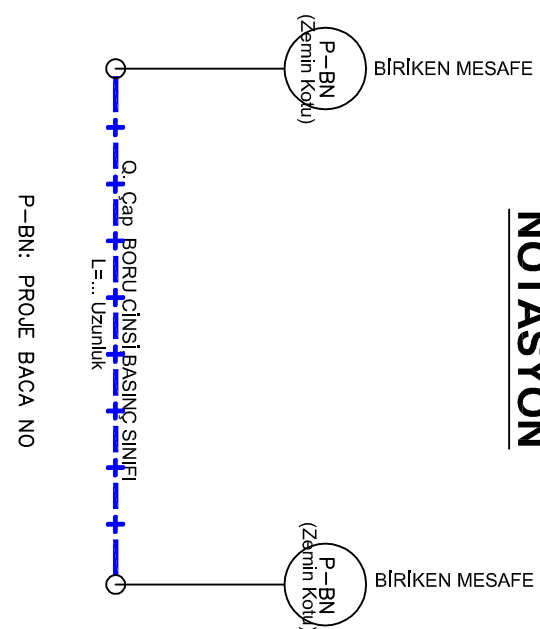 NOTASYON
BİRİKEN MESAFE
P-BN
(Zemin Kotu)
BİRİKEN MESAFE
P-BN
(Zemin Kotu)
Q.. Çap BORU CİNSİ BASINÇ SINIFI
L=... Uzunluk
P-BN: PROJE BACA NO